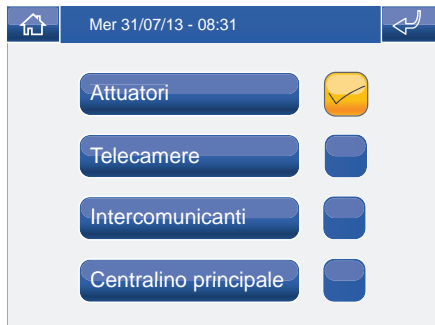 Mer 31/07/13 - 08:31
Attuatori
Telecamere
Intercomunicanti
Centralino principale